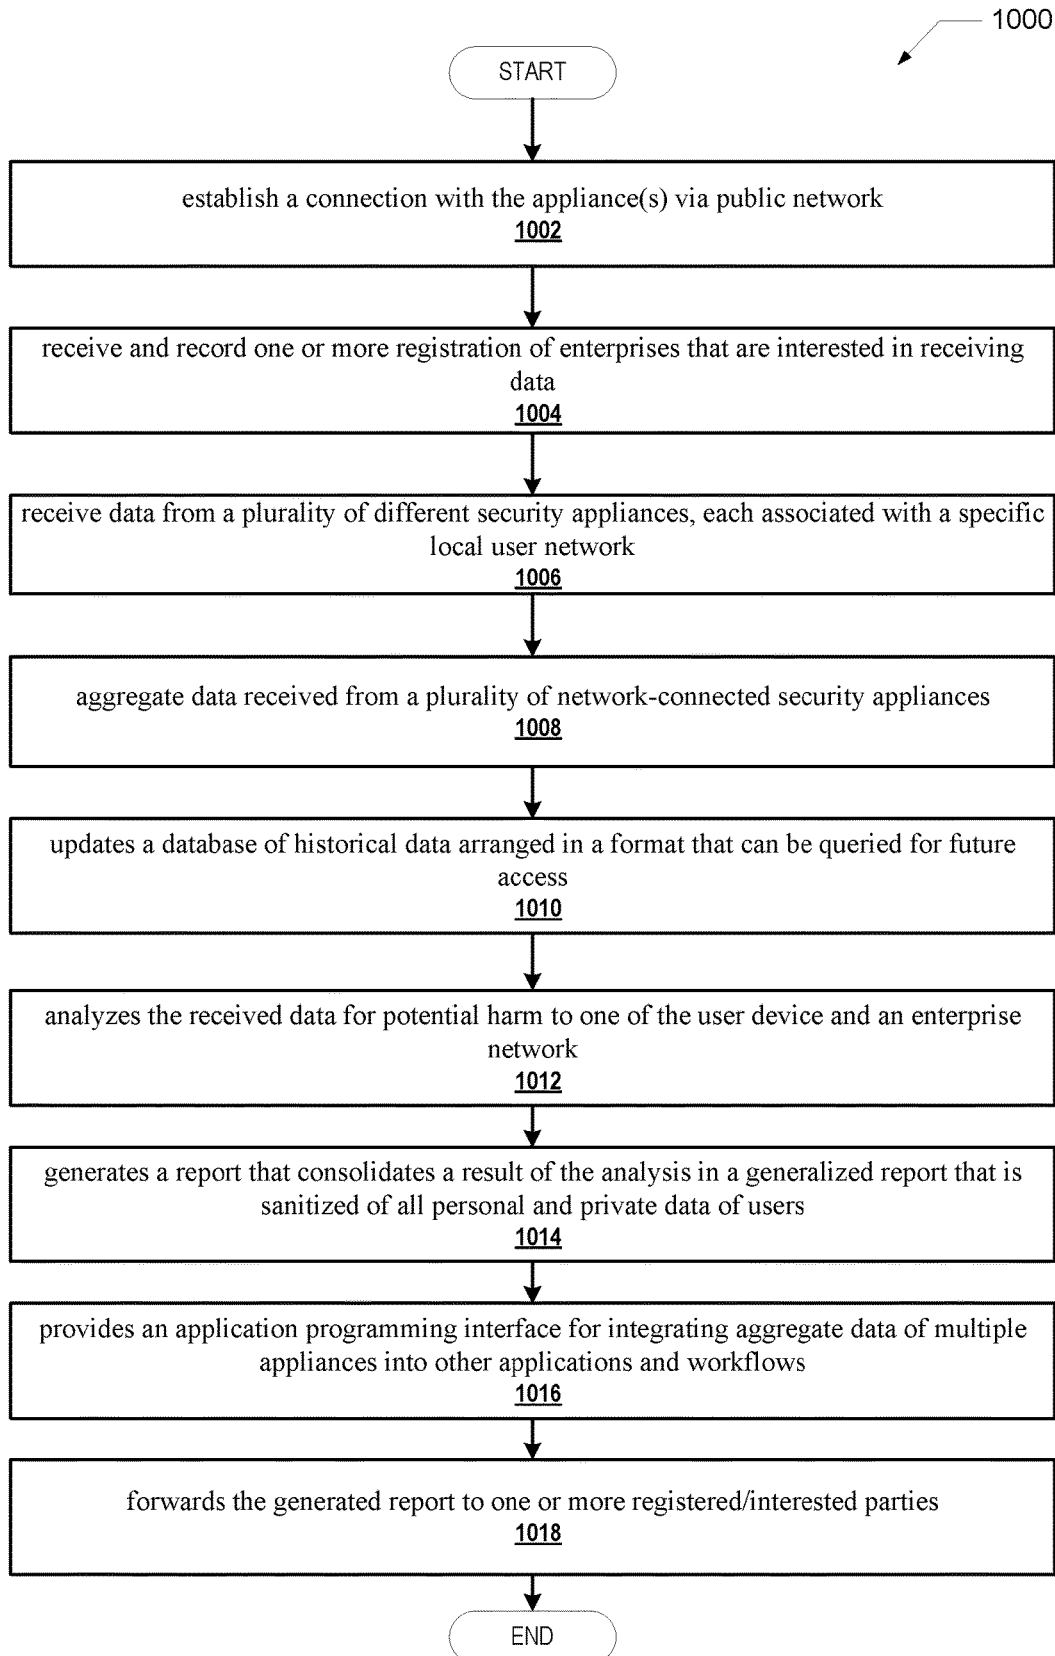 1000
START
establish a connection with the appliance(s) via public network
1002
receive and record one or more registration of enterprises that are interested in receiving
data
1004
receive data from a plurality of different security appliances, each associated with a specific
local user network
1006
aggregate data received from a plurality of network-connected security appliances
1008
updates a database of historical data arranged in a format that can be queried for future
access
1010
analyzes the received data for potential harm to one of the user device and an enterprise
network
1012
generates a report that consolidates a result of the analysis in a generalized report that is
sanitized of all personal and private data of users
1014
provides an application programming interface for integrating aggregate data of multiple
appliances into other applications and workflows
1016
forwards the generated report to one or more registered/interested parties
1018
END